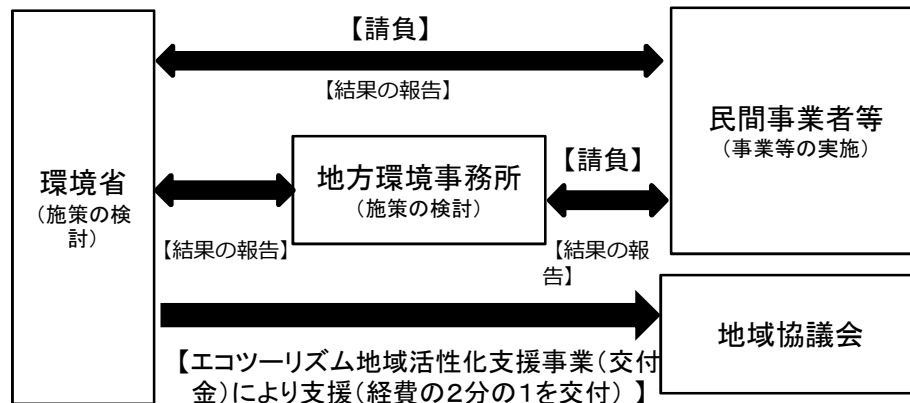 【請負】
【結果の報告】
民間事業者等
（事業等の実施）
環境省
（施策の検
討）
地方環境事務所
（施策の検討）
【請負】
【結果の報告】
【結果の報
告】
地域協議会
【エコツーリズム地域活性化支援事業（交付
金）により支援（経費の２分の１を交付）】